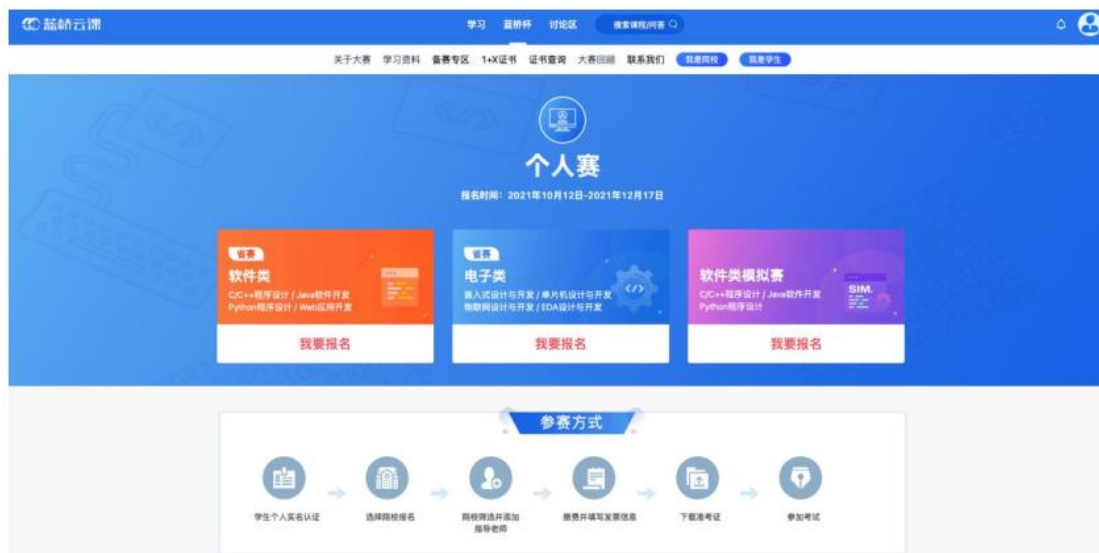 蓝桥云课
学习 蓝桥杯 讨论区 搜索课程/问答
关于大赛 学习资料 备赛专区 1+X证书 证书查询 大赛回顾 联系我们 我是院校 我是学生
个人赛
报名时间：2021年10月12日-2021年12月17日
省赛
软件类
C/C++程序设计 / Java软件开发
Python程序设计 / Web应用开发
我要报名
省赛
电子类
嵌入式设计与开发 / 单片机设计与开发
物联网设计与开发 / EDA设计与开发
我要报名
软件类模拟赛
C/C++程序设计 / Java软件开发
Python程序设计
SIM.
我要报名
参赛方式
学生个人实名认证
选择院校报名
院校筛选并添加
指导老师
缴费并填写发票信息
下载准考证
参加考试